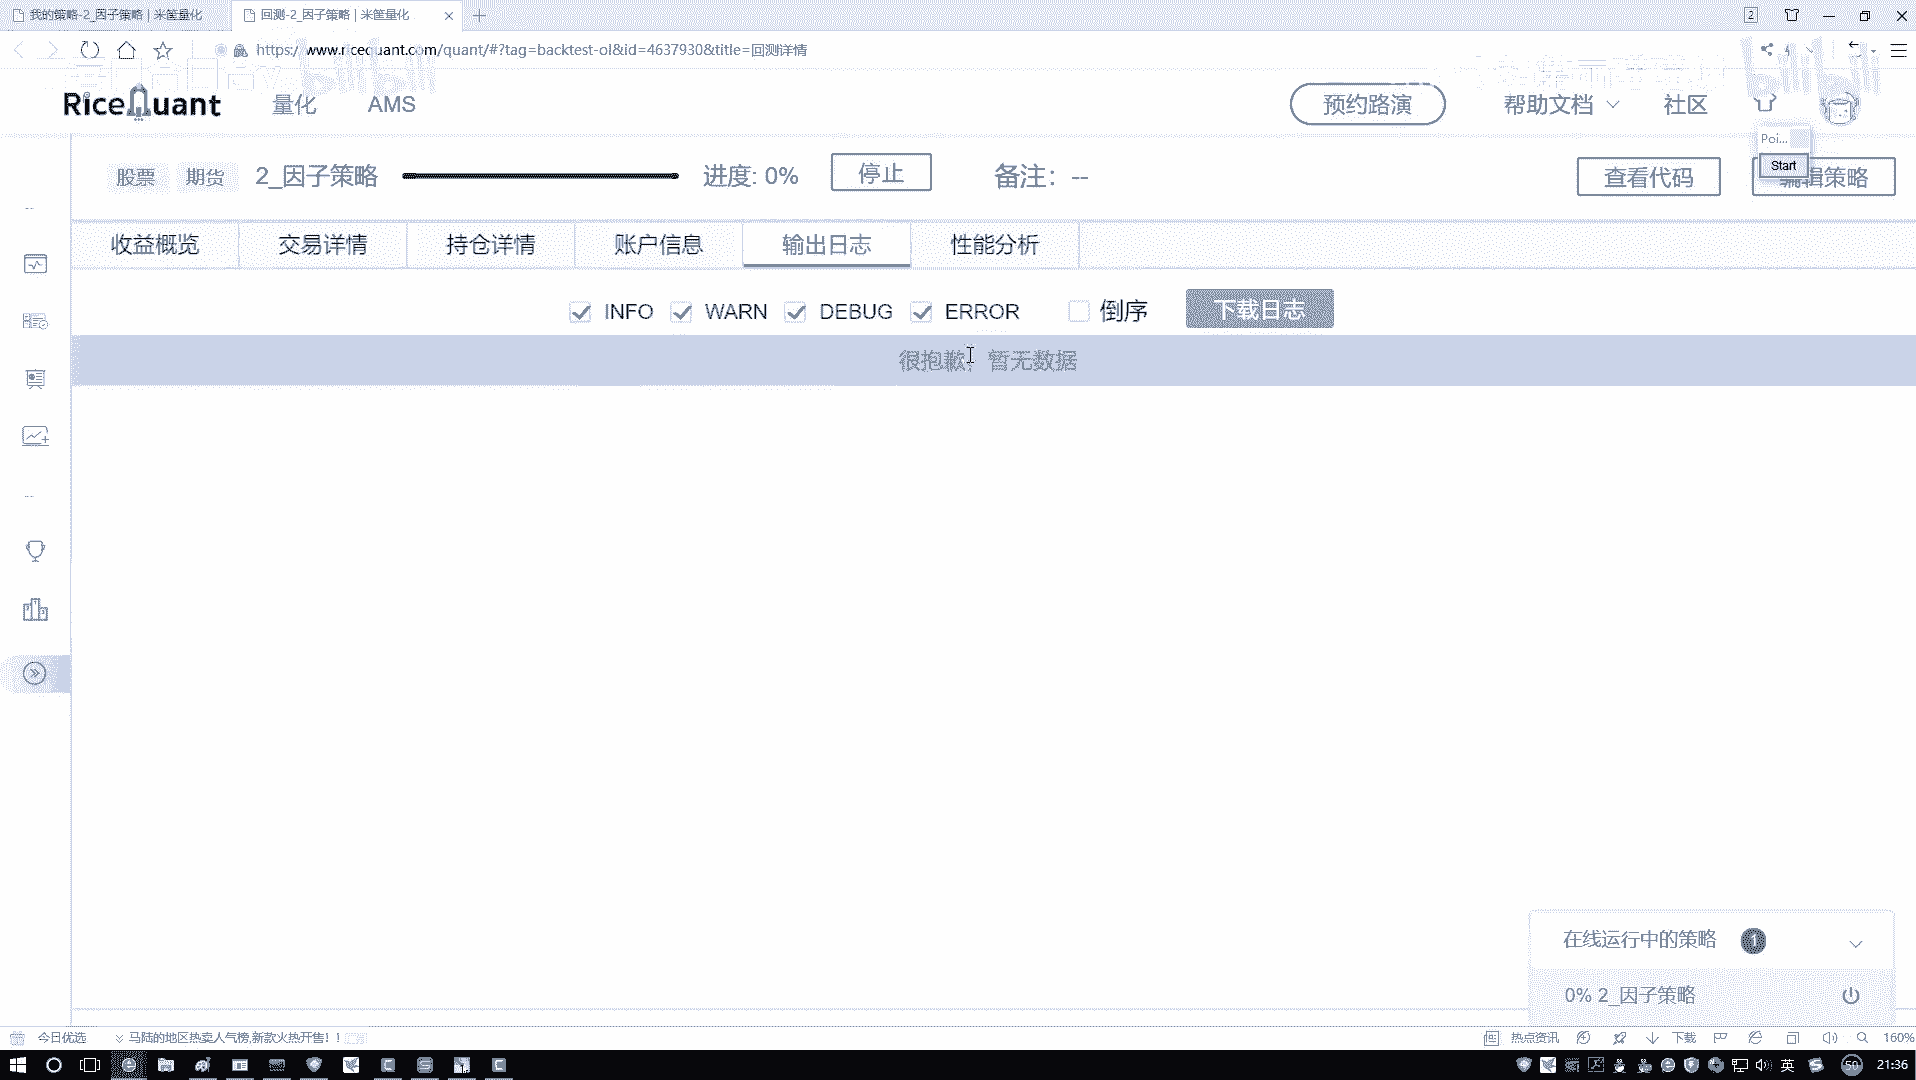 我的策略-2_因子策略 | 米筐量化
回测-2_因子策略 | 米筐量化
2
https://www.ricequant.com/quant/#?tag=backtest-ol&id=4637930&title=回测详情
bilibili
bilibili
RiceQuant
量化
AMS
预约路演
帮助文档
社区
Poi...
Start
股票
期货
2_因子策略
进度: 0%
停止
备注： --
查看代码
编辑策略
收益概览
交易详情
持仓详情
账户信息
输出日志
性能分析
INFO
WARN
DEBUG
ERROR
倒序
下载日志
很抱歉，暂无数据
在线运行中的策略
1
0% 2_因子策略
今日优选
马陆的地区热卖人气榜,新款火热开售！！
热点资讯
下载
160%
英
50
21:36